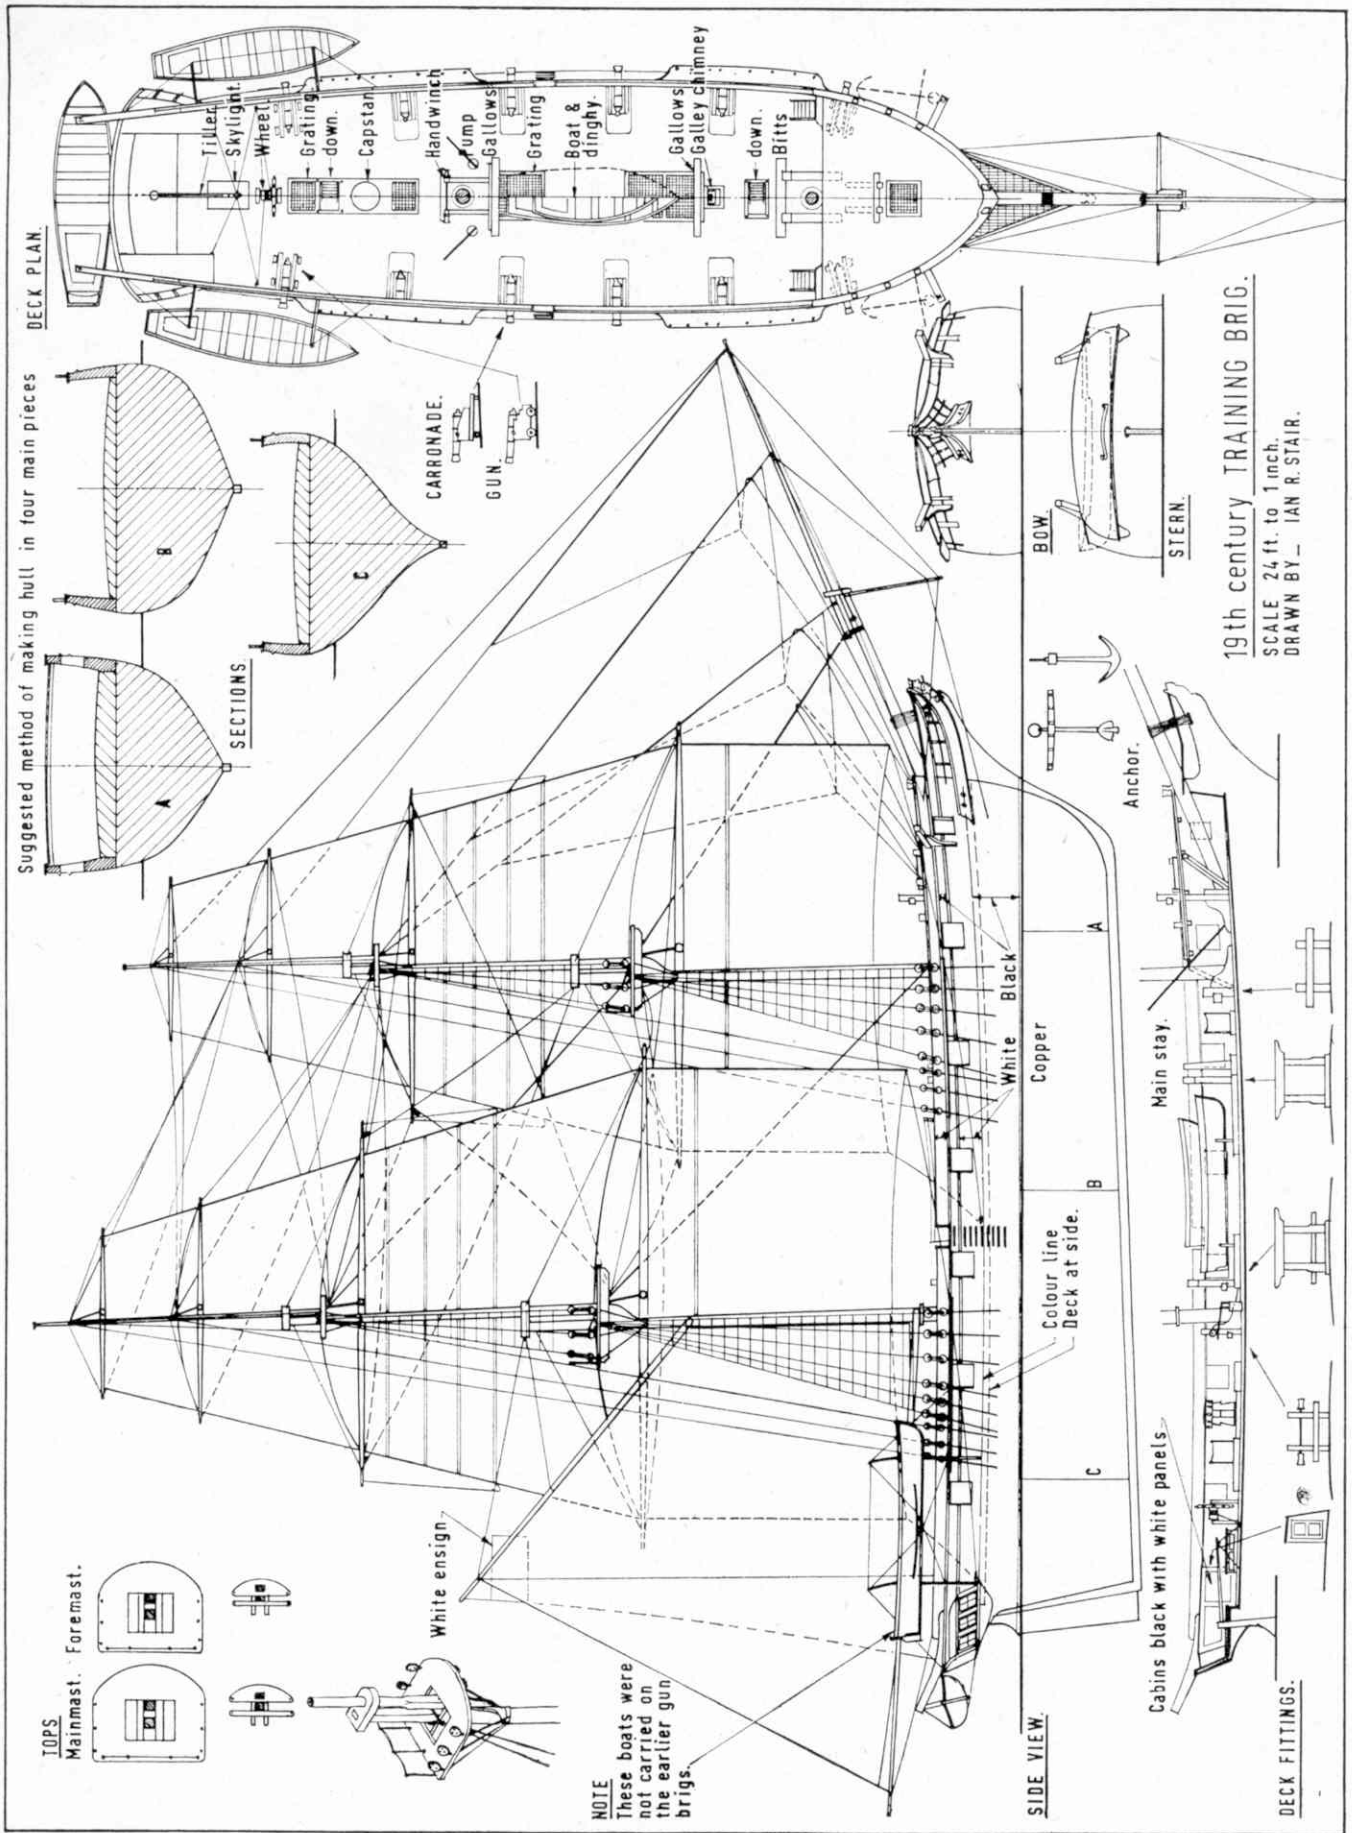 Suggested method of making hull in four main pieces
DECK PLAN.
Tiller.
Skylight.
Wheel.
Grating
down.
Capstan
Handwinch
Pump
Gallows
Grating
Boat &
dinghy.
Gallows
Galley chimney
down.
Bitts
A
B
C
SECTIONS
CARRONADE.
GUN.
TOPS
Mainmast.
Foremast.
White ensign
NOTE
These boats were
not carried on
the earlier gun
brigs.
White
Black
Copper
Colour line
Deck at side.
A
B
C
SIDE VIEW.
BOW.
STERN.
Anchor.
Main stay.
Cabins black with white panels
DECK FITTINGS.
19th century TRAINING BRIG.
SCALE 24 ft. to 1 inch.
DRAWN BY _ IAN R. STAIR.